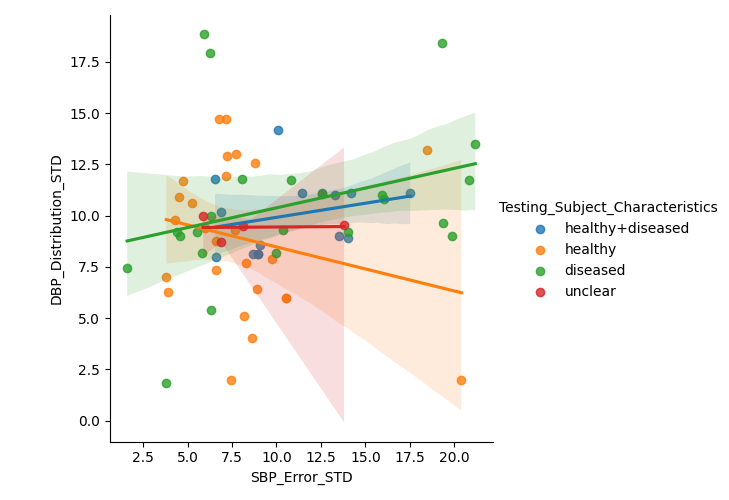 17.5
15.0
12.5
10.0
7.5
5.0
2.5
0.0
DBP_Distribution_STD
2.5
5.0
7.5
10.0
12.5
15.0
17.5
20.0
SBP_Error_STD
Testing_Subject_Characteristics
healthy+diseased
healthy
diseased
unclear